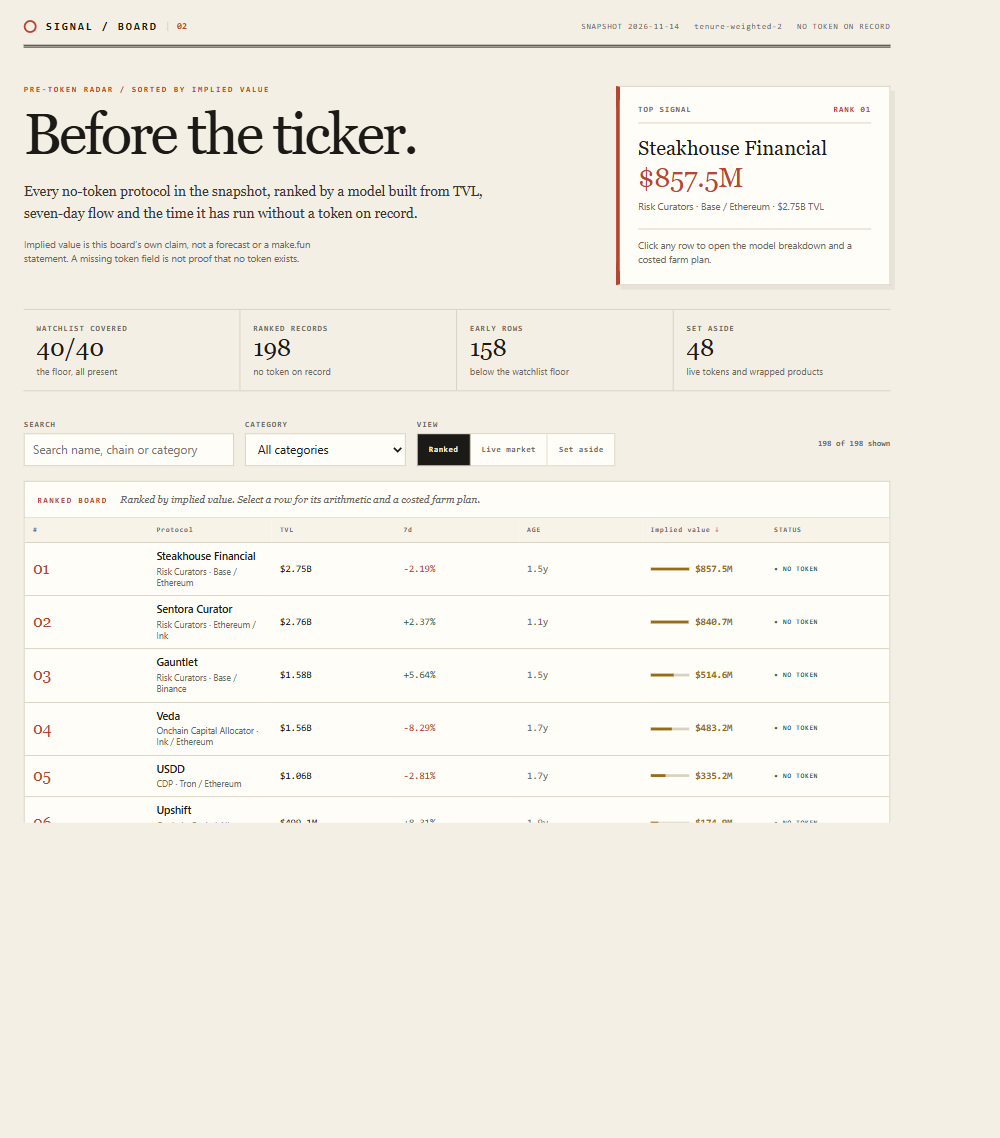 SIGNAL / BOARD 02
SNAPSHOT 2026-11-14 tenure-weighted-2 NO TOKEN ON RECORD
PRE-TOKEN RADAR / SORTED BY IMPLIED VALUE
Before the ticker.
Every no-token protocol in the snapshot, ranked by a model built from TVL,
seven-day flow and the time it has run without a token on record.
Implied value is this board's own claim, not a forecast or a make.fun
statement. A missing token field is not proof that no token exists.
TOP SIGNAL RANK 01
Steakhouse Financial
$857.5M
Risk Curators · Base / Ethereum · $2.75B TVL
Click any row to open the model breakdown and a
costed farm plan.
WATCHLIST COVERED
40/40
the floor, all present
RANKED RECORDS
198
no token on record
EARLY ROWS
158
below the watchlist floor
SET ASIDE
48
live tokens and wrapped products
SEARCH
Search name, chain or category
CATEGORY
All categories
VIEW
Ranked Live market Set aside
198 of 198 shown
RANKED BOARD Ranked by implied value. Select a row for its arithmetic and a costed farm plan.
# Protocol TVL 7d AGE Implied value ↓ STATUS
01 Steakhouse Financial $2.75B -2.19% 1.5y $857.5M • NO TOKEN
Risk Curators · Base /
Ethereum
02 Sentora Curator $2.76B +2.37% 1.1y $840.7M • NO TOKEN
Risk Curators · Ethereum /
Ink
03 Gauntlet $1.58B +5.64% 1.5y $514.6M • NO TOKEN
Risk Curators · Base /
Binance
04 Veda $1.56B -8.29% 1.7y $483.2M • NO TOKEN
Onchain Capital Allocator ·
Ink / Ethereum
05 USDD $1.06B -2.81% 1.7y $335.2M • NO TOKEN
CDP · Tron / Ethereum
06 Upshift